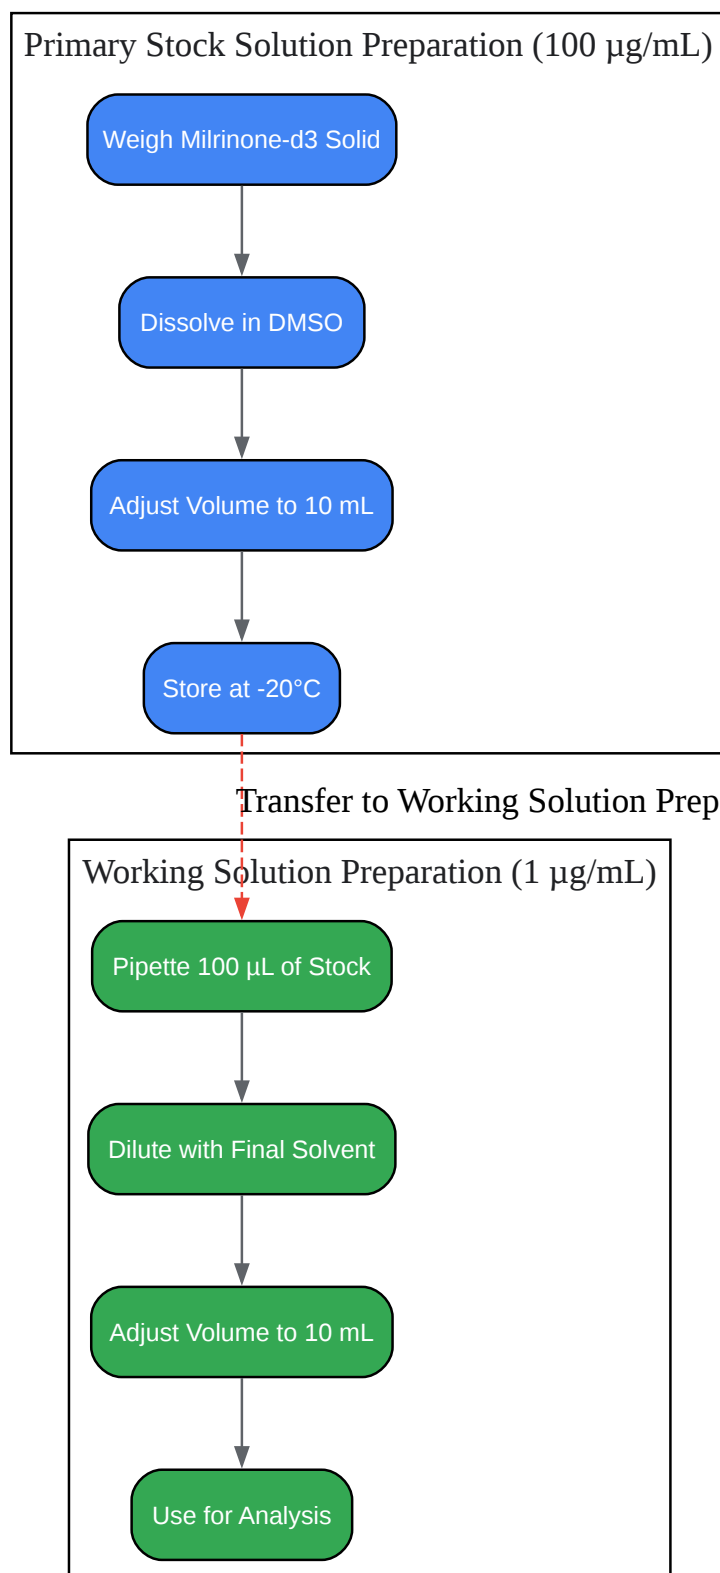 Primary Stock Solution Preparation (100 µg/mL)
Weigh Milrinone-d3 Solid
Dissolve in DMSO
Adjust Volume to 10 mL
Store at -20°C
Transfer to Working Solution Prep
Working Solution Preparation (1 µg/mL)
Pipette 100 µL of Stock
Dilute with Final Solvent
Adjust Volume to 10 mL
Use for Analysis